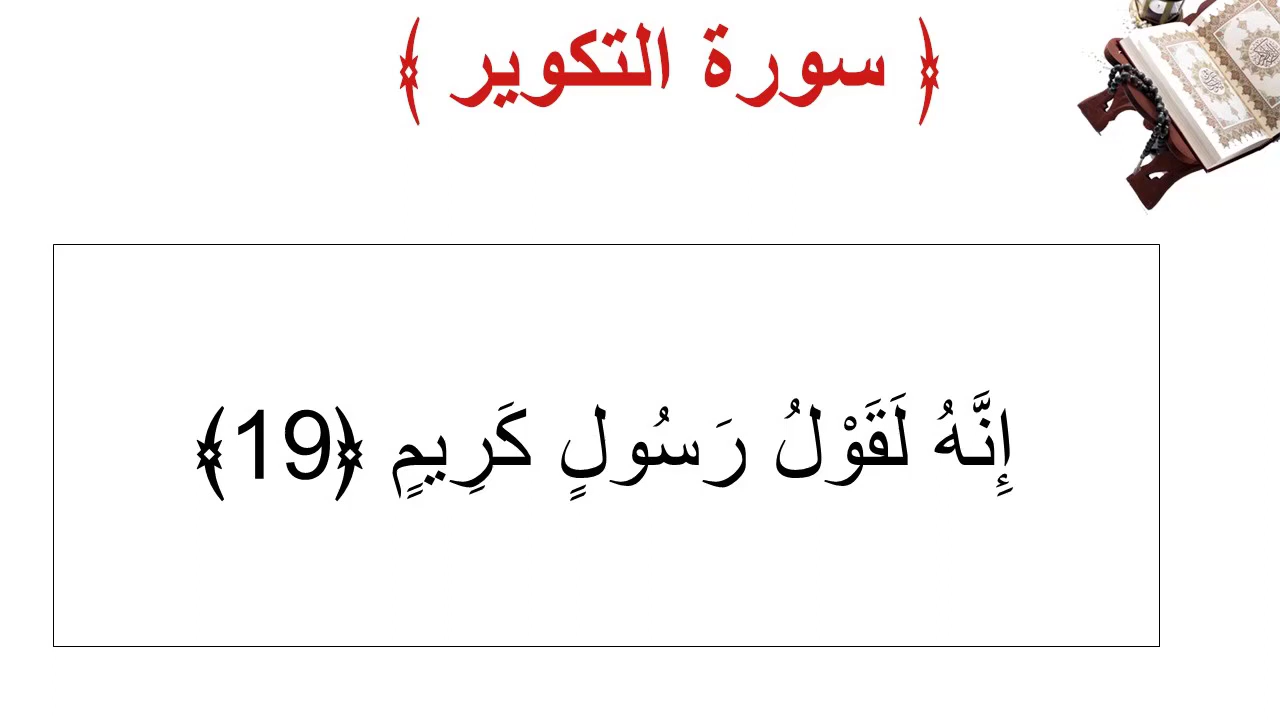 ﴿ سورة التكوير ﴾
إِنَّهُ لَقَوْلُ رَسُولٍ كَرِيمٍ ﴿19﴾